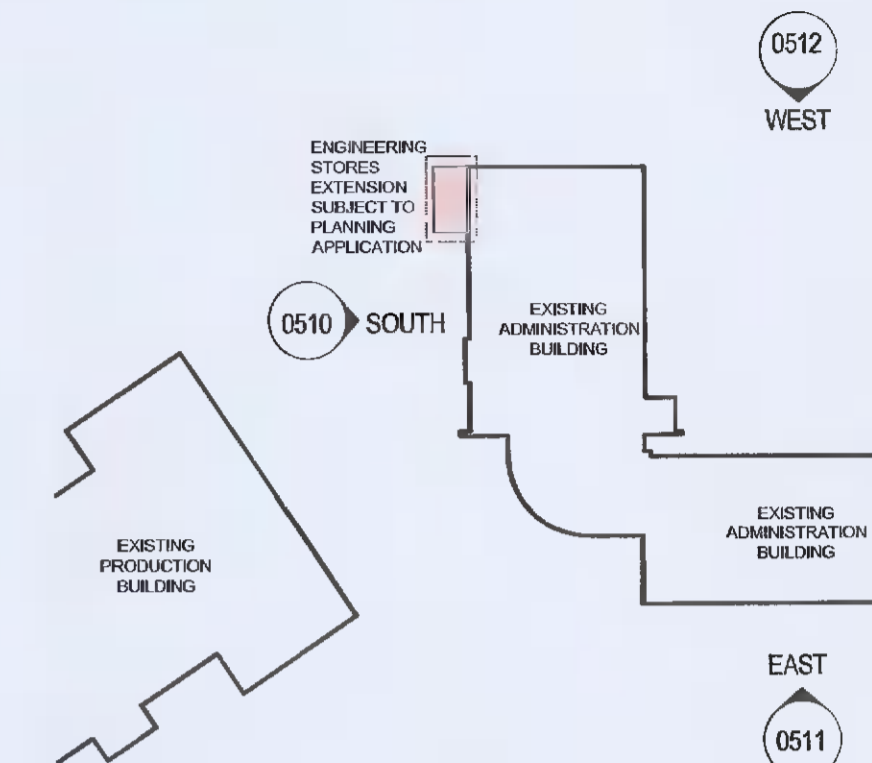 0512
WEST
ENGINEERING
STORES
EXTENSION
SUBJECT TO
PLANNING
APPLICATION
0510
SOUTH
EXISTING
ADMINISTRATION
BUILDING
EXISTING
PRODUCTION
BUILDING
EXISTING
ADMINISTRATION
BUILDING
EAST
0511